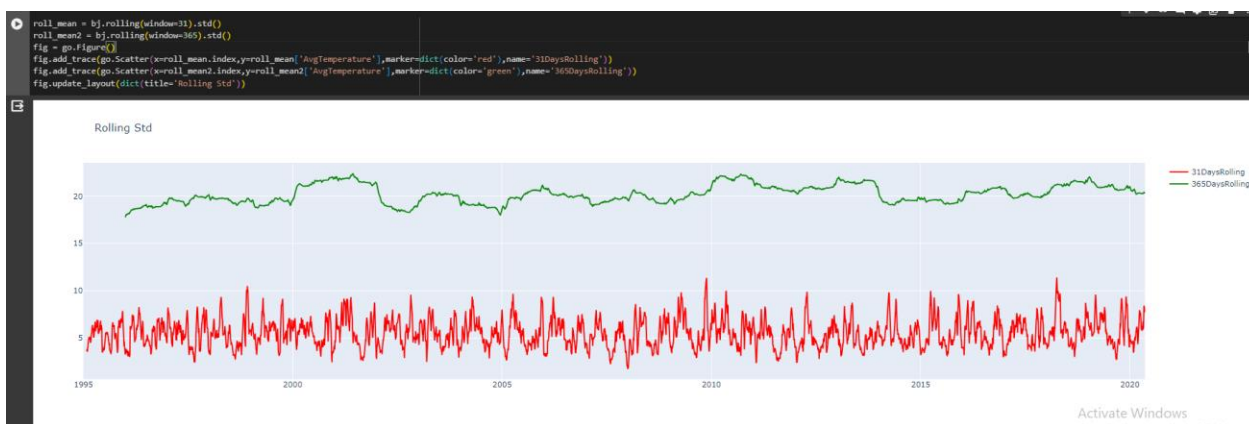 roll_mean = bj.rolling(window=31).std()
roll_mean2 = bj.rolling(window=365).std()
fig = go.Figure()
fig.add_trace(go.Scatter(x=roll_mean.index,y=roll_mean['AvgTemperature'],marker=dict(color='red'),name='31DaysRolling'))
fig.add_trace(go.Scatter(x=roll_mean2.index,y=roll_mean2['AvgTemperature'],marker=dict(color='green'),name='365DaysRolling'))
fig.update_layout(dict(title='Rolling Std'))
Rolling Std
31DaysRolling
365DaysRolling
20
15
10
5
1995 2000 2005 2010 2015 2020
Activate Windows